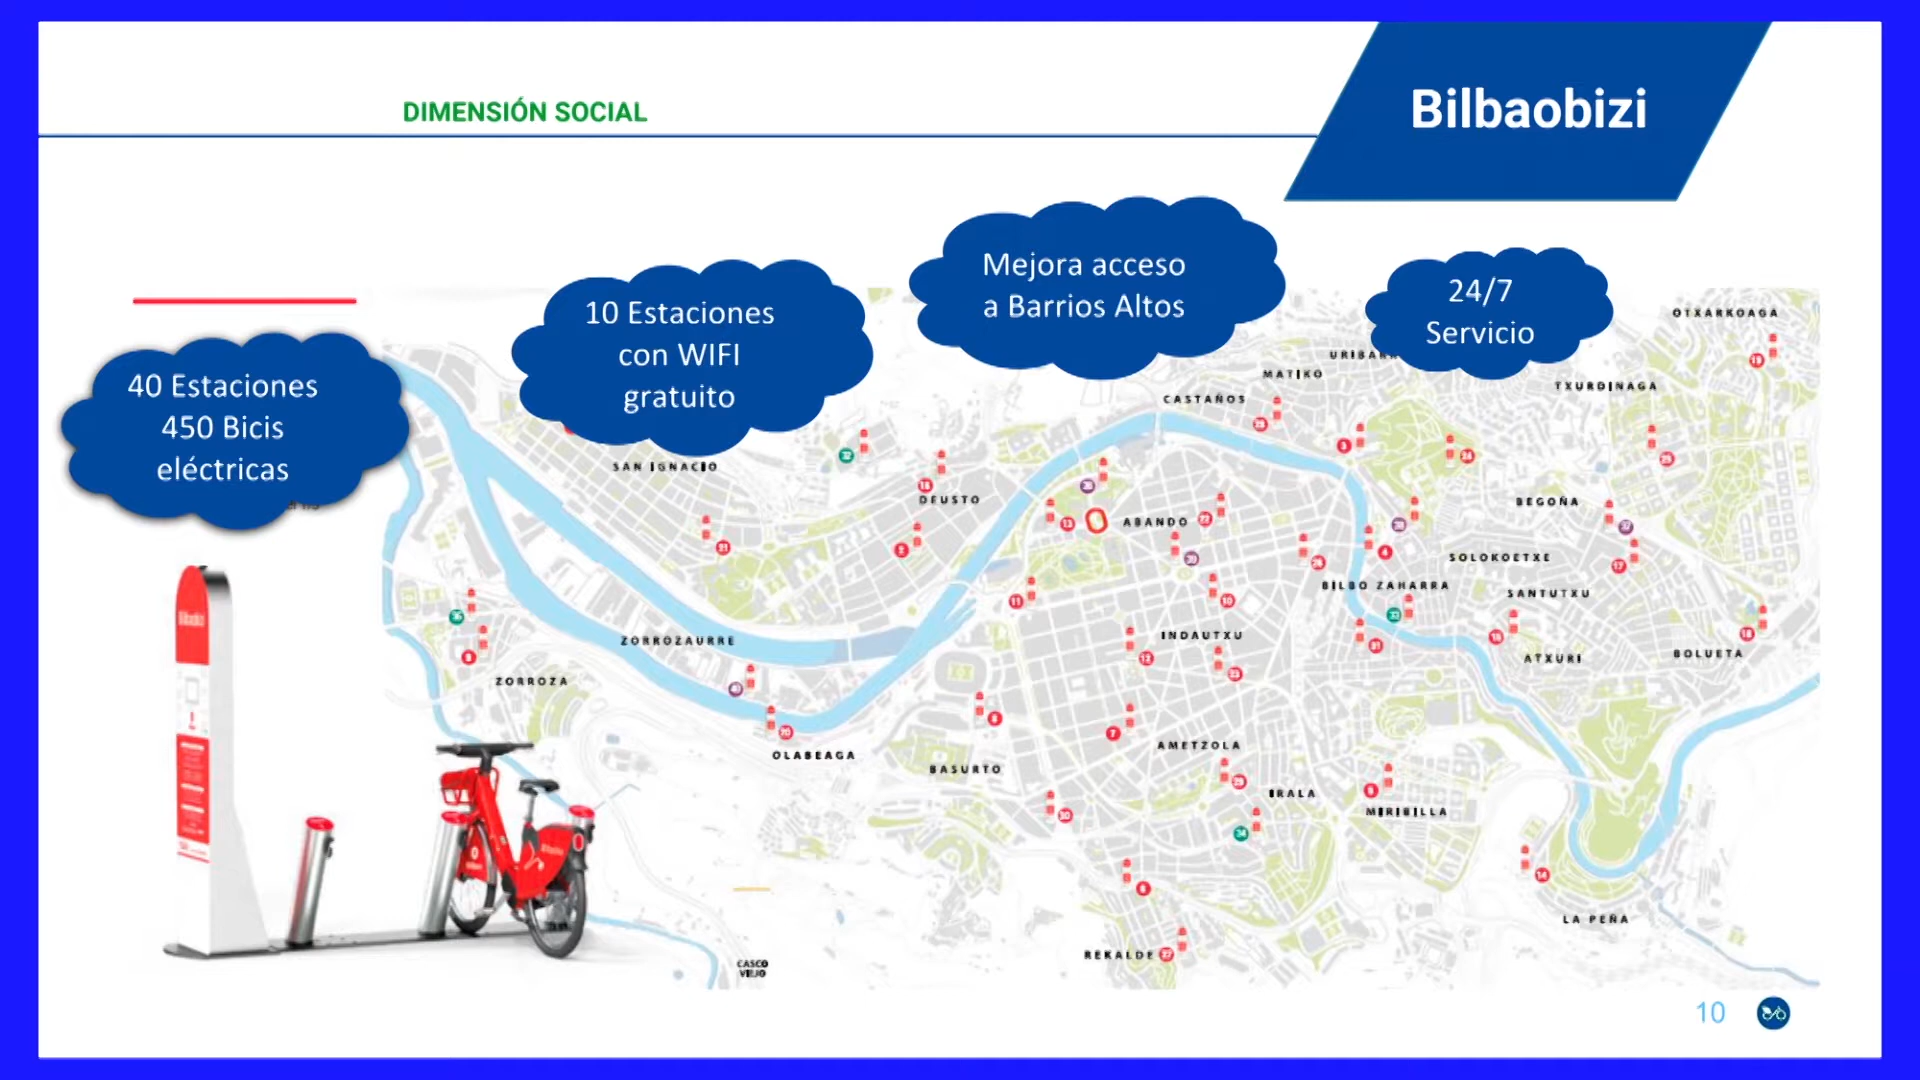 DIMENSIÓN SOCIAL
Bilbaobizi
40 Estaciones
450 Bicis
eléctricas
10 Estaciones
con WIFI
gratuito
Mejora acceso
a Barrios Altos
24/7
Servicio
OTXARKOAGA
MATIKO
TXURDINAGA
CASTAÑOS
SAN IGNACIO
DEUSTO
ABANDO
BEGOÑA
SOLOKOETXE
BILBO ZAHARRA
SANTUTXU
ZORROZAURRE
INDAUTXU
ATXURI
BOLUETA
ZORROZA
OLABEAGA
BASURTO
AMETZOLA
IRALA
MIRIBILLA
LA PEÑA
REKALDE
CASCO
VIEJO
10